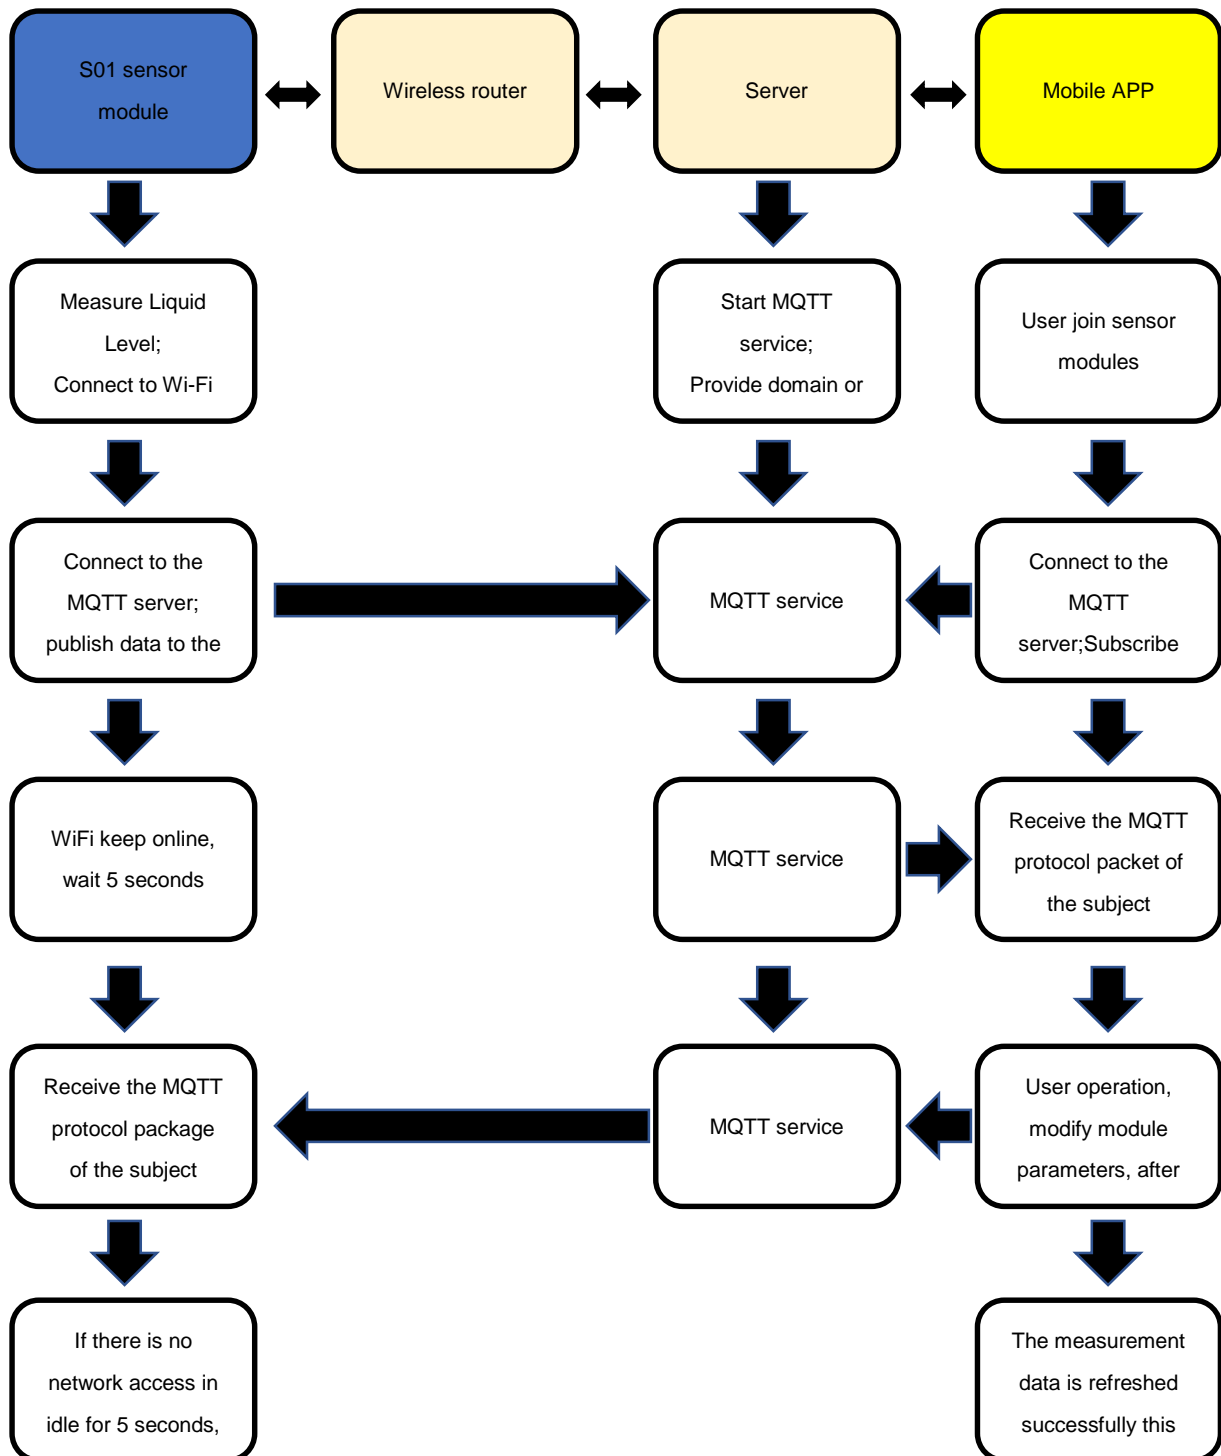 S01 sensor
module
Wireless router
Server
Mobile APP
Measure Liquid
Level;
Connect to Wi-Fi
Start MQTT
service;
Provide domain or
User join sensor
modules
Connect to the
MQTT server;
publish data to the
MQTT service
Connect to the
MQTT
server;Subscribe
WiFi keep online,
wait 5 seconds
MQTT service
Receive the MQTT
protocol packet of
the subject
Receive the MQTT
protocol package
of the subject
MQTT service
User operation,
modify module
parameters, after
If there is no
network access in
idle for 5 seconds,
The measurement
data is refreshed
successfully this